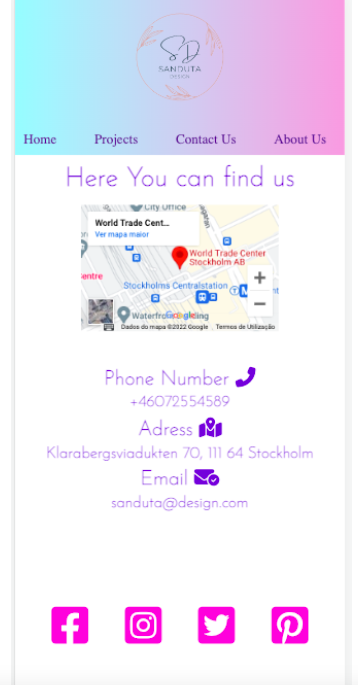 SD
SANDUTA
DESIGN
Home Projects Contact Us About Us
Here You can find us
City Office
World Trade Cent...
Ver mapa maior
World Trade Center
Stockholm AB
entre
Stockholms Centralstation
Google
Dados do mapa ©2022 Google Termos de Utilização
Phone Number
+46072554589
Adress
Klarabergsviadukten 70, 111 64 Stockholm
Email
sanduta@design.com